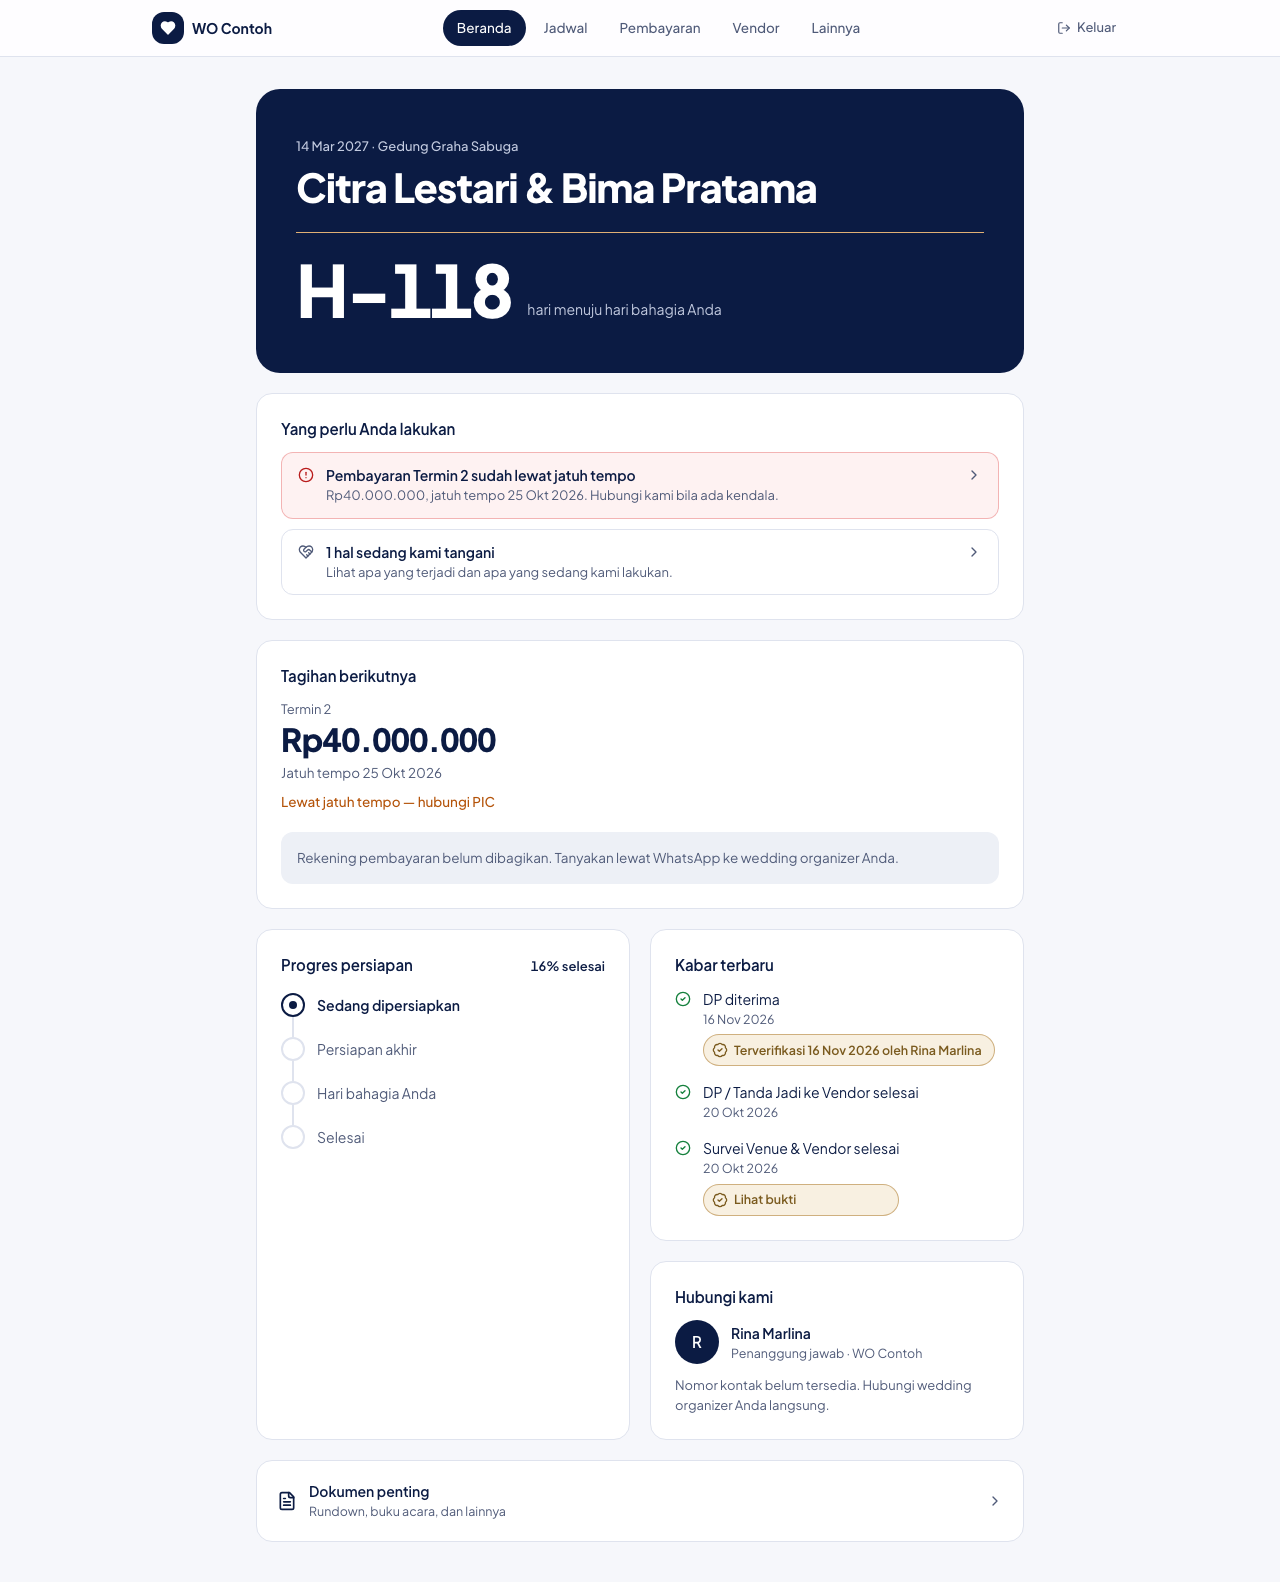 WO Contoh
Beranda
Jadwal
Pembayaran
Vendor
Lainnya
Keluar
14 Mar 2027 · Gedung Graha Sabuga
Citra Lestari & Bima Pratama
H-118
hari menuju hari bahagia Anda
Yang perlu Anda lakukan
Pembayaran Termin 2 sudah lewat jatuh tempo
Rp40.000.000, jatuh tempo 25 Okt 2026. Hubungi kami bila ada kendala.
1 hal sedang kami tangani
Lihat apa yang terjadi dan apa yang sedang kami lakukan.
Tagihan berikutnya
Termin 2
Rp40.000.000
Jatuh tempo 25 Okt 2026
Lewat jatuh tempo — hubungi PIC
Rekening pembayaran belum dibagikan. Tanyakan lewat WhatsApp ke wedding organizer Anda.
Progres persiapan
16% selesai
Sedang dipersiapkan
Persiapan akhir
Hari bahagia Anda
Selesai
Kabar terbaru
DP diterima
16 Nov 2026
Terverifikasi 16 Nov 2026 oleh Rina Marlina
DP / Tanda Jadi ke Vendor selesai
20 Okt 2026
Survei Venue & Vendor selesai
20 Okt 2026
Lihat bukti
Hubungi kami
R
Rina Marlina
Penanggung jawab · WO Contoh
Nomor kontak belum tersedia. Hubungi wedding
organizer Anda langsung.
Dokumen penting
Rundown, buku acara, dan lainnya